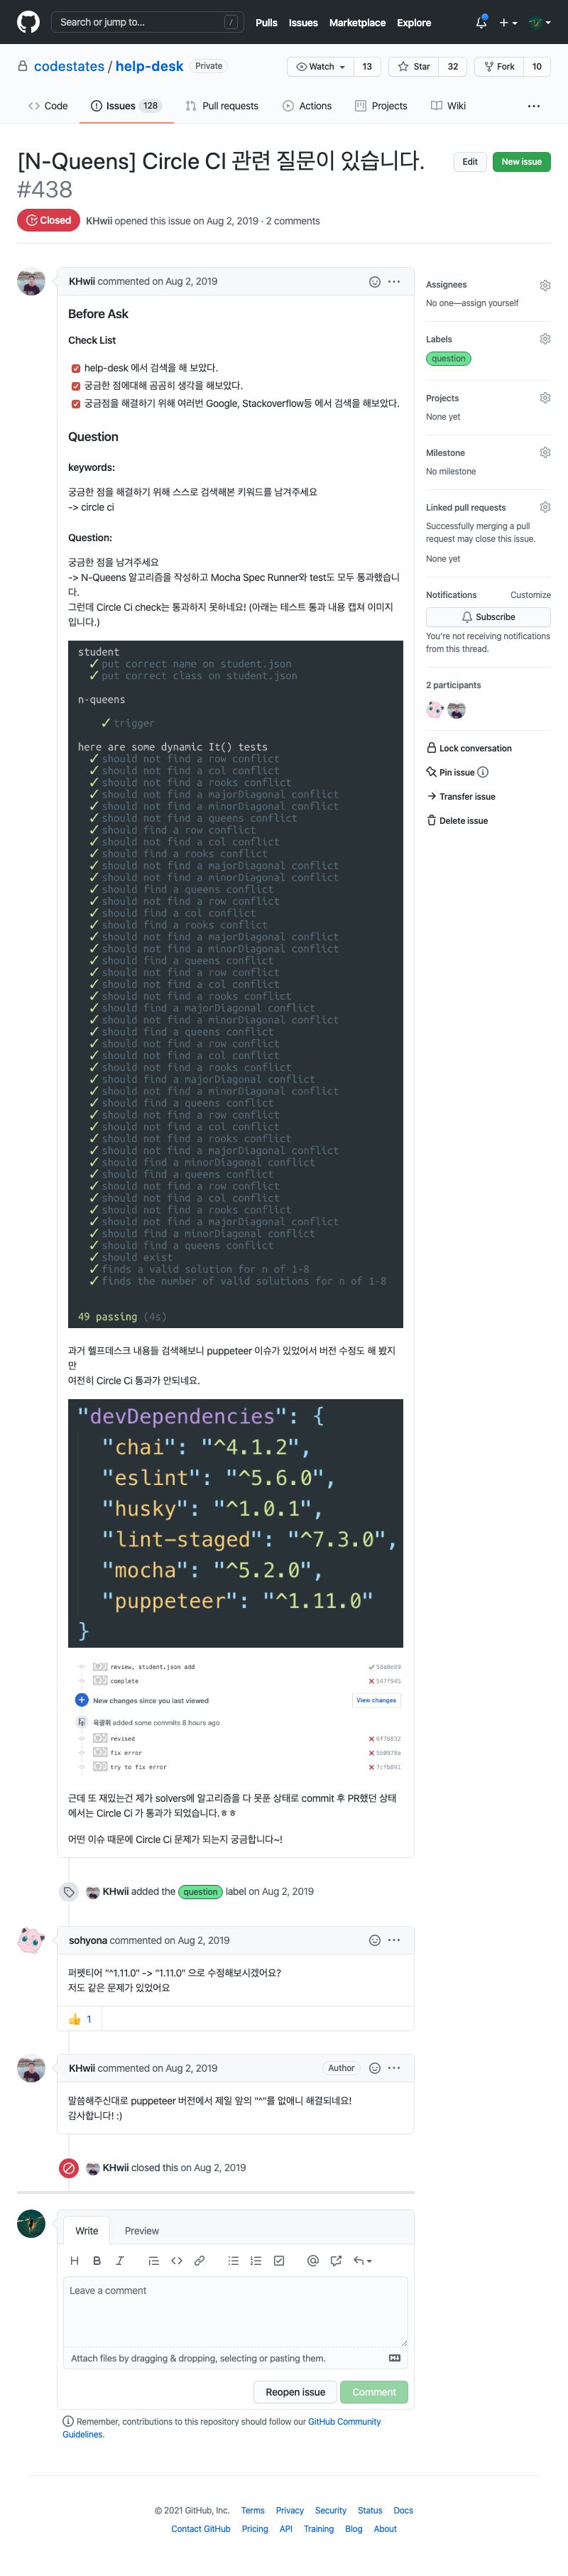 Search or jump to...
/
Pulls
Issues
Marketplace
Explore
codestates / help-desk
Private
Watch
13
Star
32
Fork
10
Code
Issues 128
Pull requests
Actions
Projects
Wiki
[N-Queens] Circle CI 관련 질문이 있습니다.
#438
Edit
New issue
Closed
KHwii opened this issue on Aug 2, 2019 · 2 comments
KHwii commented on Aug 2, 2019
Before Ask
Check List
help-desk 에서 검색을 해 보았다.
궁금한 점에대해 곰곰히 생각을 해보았다.
궁금점을 해결하기 위해 여러번 Google, Stackoverflow등 에서 검색을 해보았다.
Question
keywords:
궁금한 점을 해결하기 위해 스스로 검색해본 키워드를 남겨주세요
-> circle ci
Question:
궁금한 점을 남겨주세요
-> N-Queens 알고리즘을 작성하고 Mocha Spec Runner와 test도 모두 통과했습니
다.
그런데 Circle Ci check는 통과하지 못하네요! (아래는 테스트 통과 내용 캡쳐 이미지
입니다.)
student
✓ put correct name on student.json
✓ put correct class on student.json
n-queens
✓ trigger
here are some dynamic It() tests
✓ should not find a row conflict
✓ should not find a col conflict
✓ should not find a rooks conflict
✓ should not find a majorDiagonal conflict
✓ should not find a minorDiagonal conflict
✓ should not find a queens conflict
✓ should find a row conflict
✓ should not find a col conflict
✓ should find a rooks conflict
✓ should not find a majorDiagonal conflict
✓ should not find a minorDiagonal conflict
✓ should find a queens conflict
✓ should not find a row conflict
✓ should find a col conflict
✓ should find a rooks conflict
✓ should not find a majorDiagonal conflict
✓ should not find a minorDiagonal conflict
✓ should find a queens conflict
✓ should not find a row conflict
✓ should not find a col conflict
✓ should not find a rooks conflict
✓ should find a majorDiagonal conflict
✓ should not find a minorDiagonal conflict
✓ should find a queens conflict
✓ should not find a row conflict
✓ should not find a col conflict
✓ should not find a rooks conflict
✓ should find a majorDiagonal conflict
✓ should not find a minorDiagonal conflict
✓ should find a queens conflict
✓ should not find a row conflict
✓ should not find a col conflict
✓ should not find a rooks conflict
✓ should not find a majorDiagonal conflict
✓ should find a minorDiagonal conflict
✓ should find a queens conflict
✓ should not find a row conflict
✓ should not find a col conflict
✓ should not find a rooks conflict
✓ should not find a majorDiagonal conflict
✓ should find a minorDiagonal conflict
✓ should find a queens conflict
✓ should exist
✓ finds a valid solution for n of 1-8
✓ finds the number of valid solutions for n of 1-8
49 passing (4s)
과거 헬프데스크 내용들 검색해보니 puppeteer 이슈가 있었어서 버전 수정도 해 봤지
만
여전히 Circle Ci 통과가 안되네요.
"devDependencies": {
"chai": "^4.1.2",
"eslint": "^5.6.0",
"husky": "^1.0.1",
"lint-staged": "^7.3.0",
"mocha": "^5.2.0",
"puppeteer": "^1.11.0"
}
review, student.json add
58a0e89
complete
547f945
New changes since you last viewed
View changes
added some commits 8 hours ago
revised
6f76832
fix error
5b0978a
try to fix error
7cfb891
근데 또 재밌는건 제가 solvers에 알고리즘을 다 못푼 상태로 commit 후 PR했던 상태
에서는 Circle Ci 가 통과가 되었습니다.ㅎㅎ
어떤 이슈 때문에 Circle Ci 문제가 되는지 궁금합니다~!
KHwii added the question label on Aug 2, 2019
sohyona commented on Aug 2, 2019
퍼펫티어 "^1.11.0" -> "1.11.0" 으로 수정해보시겠어요?
저도 같은 문제가 있었어요
👍 1
KHwii commented on Aug 2, 2019
Author
말씀해주신대로 puppeteer 버전에서 제일 앞의 "^"를 없애니 해결되네요!
감사합니다! :)
KHwii closed this on Aug 2, 2019
Write
Preview
Leave a comment
Attach files by dragging & dropping, selecting or pasting them.
Reopen issue
Comment
Remember, contributions to this repository should follow our GitHub Community
Guidelines.
Assignees
No one—assign yourself
Labels
question
Projects
None yet
Milestone
No milestone
Linked pull requests
Successfully merging a pull
request may close this issue.
None yet
Notifications
Customize
Subscribe
You're not receiving notifications
from this thread.
2 participants
Lock conversation
Pin issue
Transfer issue
Delete issue
© 2021 GitHub, Inc.
Terms
Privacy
Security
Status
Docs
Contact GitHub
Pricing
API
Training
Blog
About